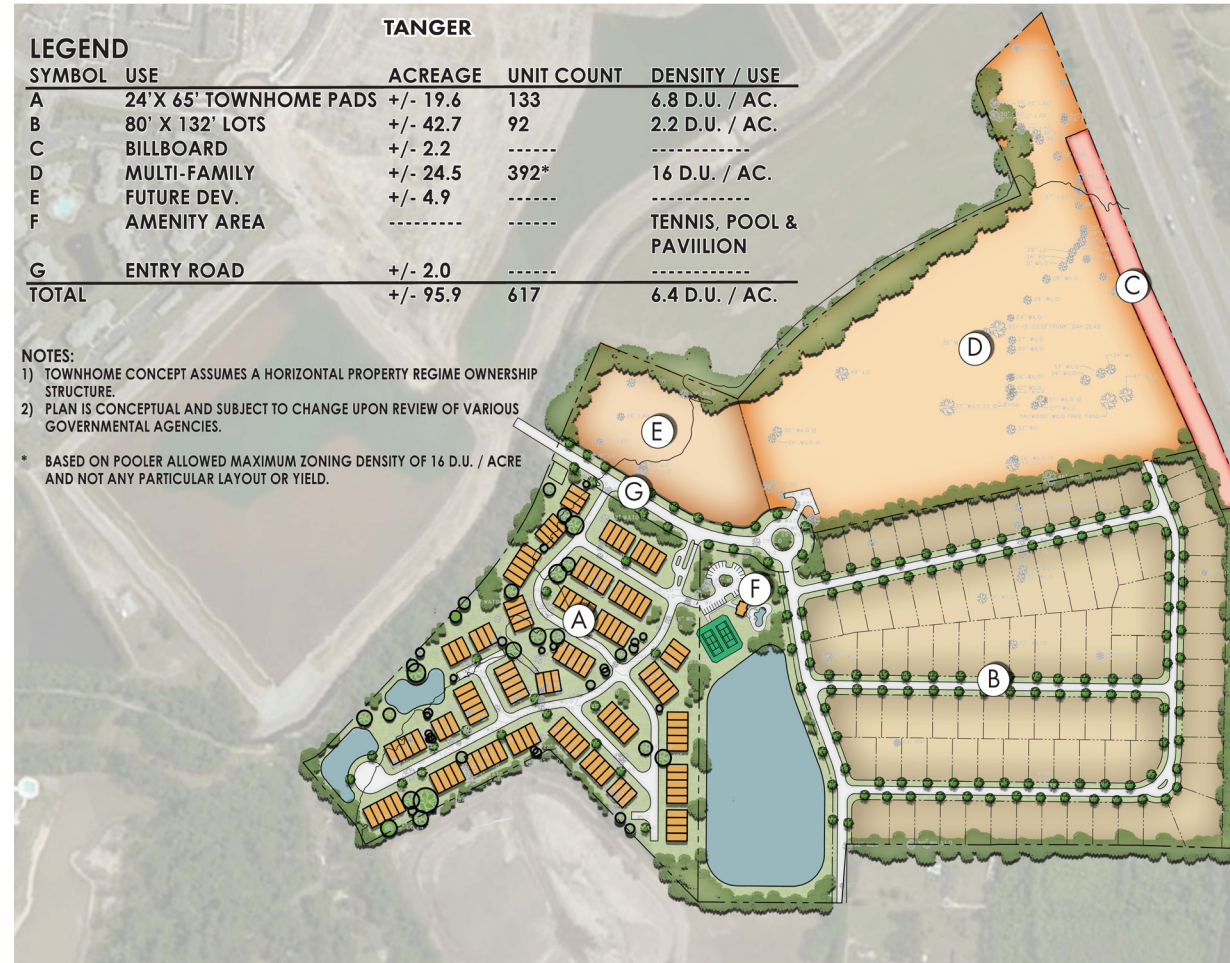 TANGER
LEGEND
SYMBOL USE ACREAGE UNIT COUNT DENSITY / USE
A 24'X 65' TOWNHOME PADS +/- 19.6 133 6.8 D.U. / AC.
B 80' X 132' LOTS +/- 42.7 92 2.2 D.U. / AC.
C BILLBOARD +/- 2.2 ------ ------------
D MULTI-FAMILY +/- 24.5 392* 16 D.U. / AC.
E FUTURE DEV. +/- 4.9 ------ ------------
F AMENITY AREA --------- ------ TENNIS, POOL &
PAVIILION
G ENTRY ROAD +/- 2.0 ------ ------------
TOTAL +/- 95.9 617 6.4 D.U. / AC.
NOTES:
1) TOWNHOME CONCEPT ASSUMES A HORIZONTAL PROPERTY REGIME OWNERSHIP
STRUCTURE.
2) PLAN IS CONCEPTUAL AND SUBJECT TO CHANGE UPON REVIEW OF VARIOUS
GOVERNMENTAL AGENCIES.
* BASED ON POOLER ALLOWED MAXIMUM ZONING DENSITY OF 16 D.U. / ACRE
AND NOT ANY PARTICULAR LAYOUT OR YIELD.
C
D
E
G
F
A
B